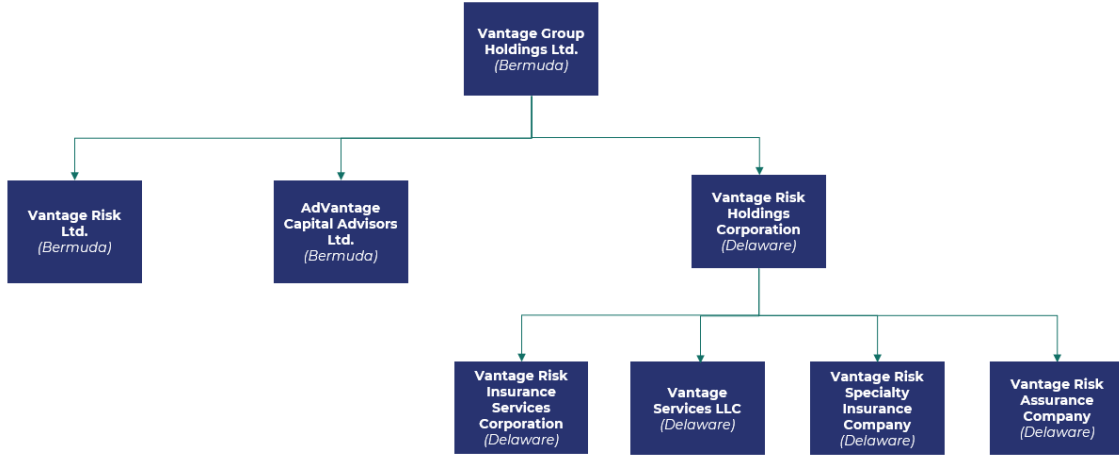 Vantage Group
Holdings Ltd.
(Bermuda)
Vantage Risk
Ltd.
(Bermuda)
AdVantage
Capital Advisors
Ltd.
(Bermuda)
Vantage Risk
Holdings
Corporation
(Delaware)
Vantage Risk
Insurance
Services
Corporation
(Delaware)
Vantage
Services LLC
(Delaware)
Vantage Risk
Specialty
Insurance
Company
(Delaware)
Vantage Risk
Assurance
Company
(Delaware)